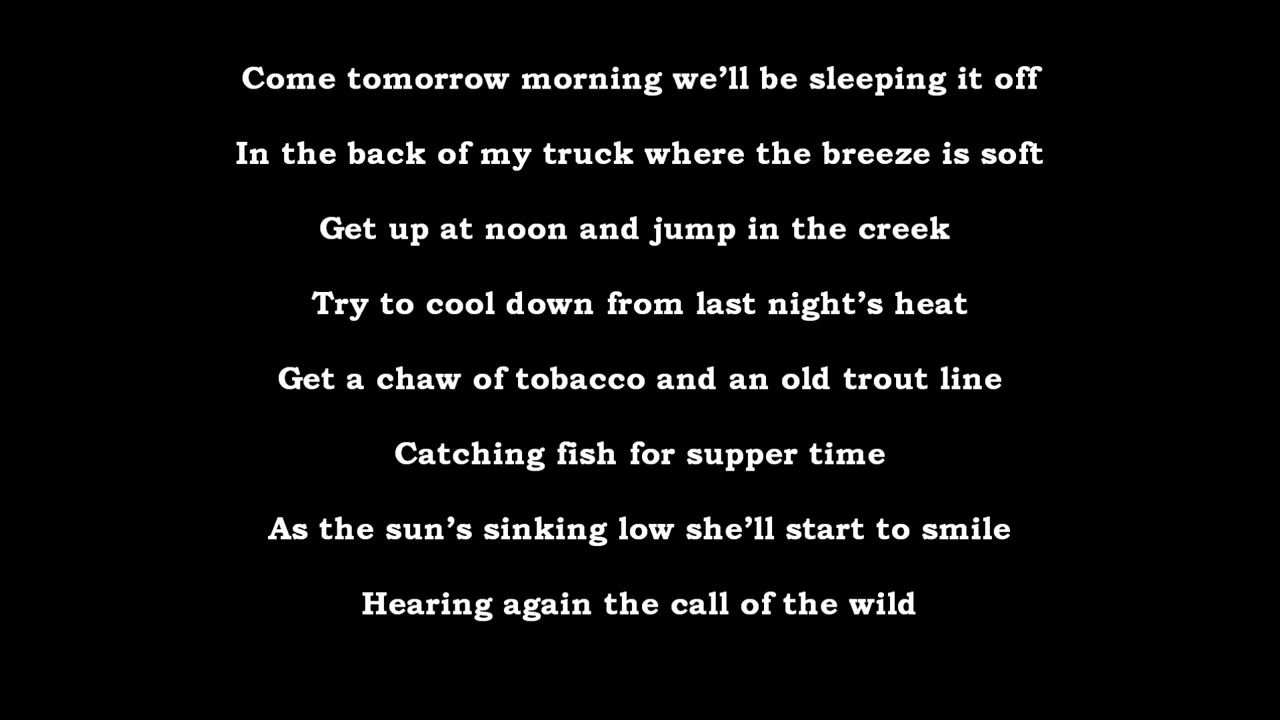 Come tomorrow morning we’ll be sleeping it off
In the back of my truck where the breeze is soft
Get up at noon and jump in the creek
Try to cool down from last night’s heat
Get a chaw of tobacco and an old trout line
Catching fish for supper time
As the sun’s sinking low she’ll start to smile
Hearing again the call of the wild